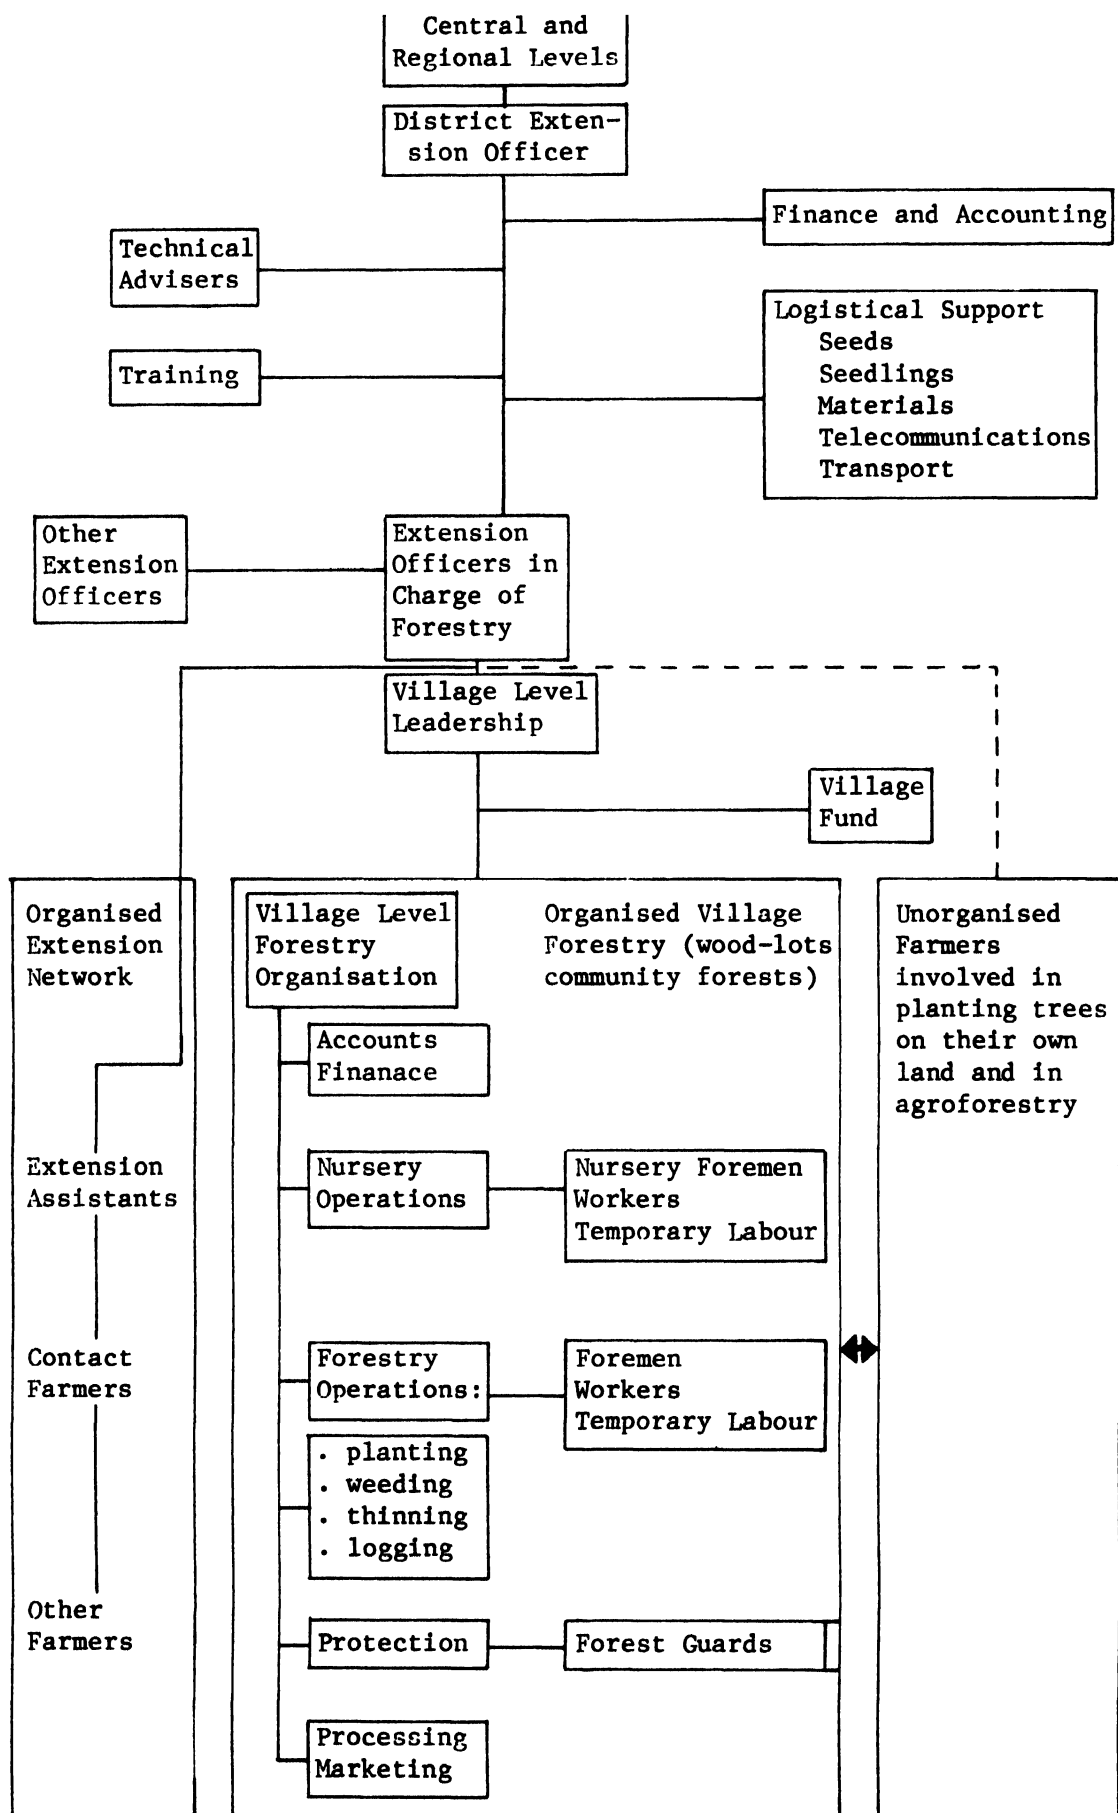 Central and
Regional Levels
District Exten-
sion Officer
Finance and Accounting
Technical
Advisers
Logistical Support
Seeds
Seedlings
Materials
Telecommunications
Transport
Training
Other
Extension
Officers
Extension
Officers in
Charge of
Forestry
Village Level
Leadership
Village
Fund
Organised
Extension
Network
Extension
Assistants
Contact
Farmers
Other
Farmers
Village Level
Forestry
Organisation
Organised Village
Forestry (wood-lots
community forests)
Accounts
Finanace
Nursery
Operations
Nursery Foremen
Workers
Temporary Labour
Forestry
Operations:
Foremen
Workers
Temporary Labour
. planting
. weeding
. thinning
. logging
Protection
Forest Guards
Processing
Marketing
Unorganised
Farmers
involved in
planting trees
on their own
land and in
agroforestry